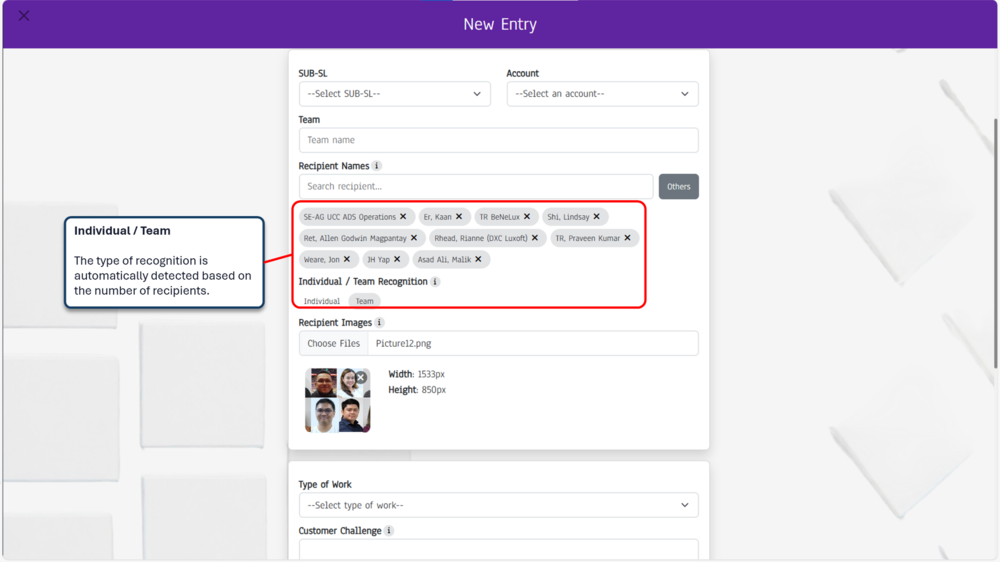 New Entry
SUB-SL
Account
--Select SUB-SL--
--Select an account--
Team
Team name
Recipient Names i
Search recipient...
Others
SE-AG UCC ADS Operations ✕ Er, Kaan ✕ TR BeNeLux ✕ Shi, Lindsay ✕
Ret, Allen Godwin Magpantay ✕ Rhead, Rianne (DXC Luxoft) ✕ TR, Praveen Kumar ✕
Weare, Jon ✕ JH Yap ✕ Asad Ali, Malik ✕
Individual / Team
The type of recognition is
automatically detected based on
the number of recipients.
Individual / Team Recognition i
Individual Team
Recipient Images i
Choose Files Picture12.png
Width: 1533px
Height: 850px
Type of Work
--Select type of work--
Customer Challenge i